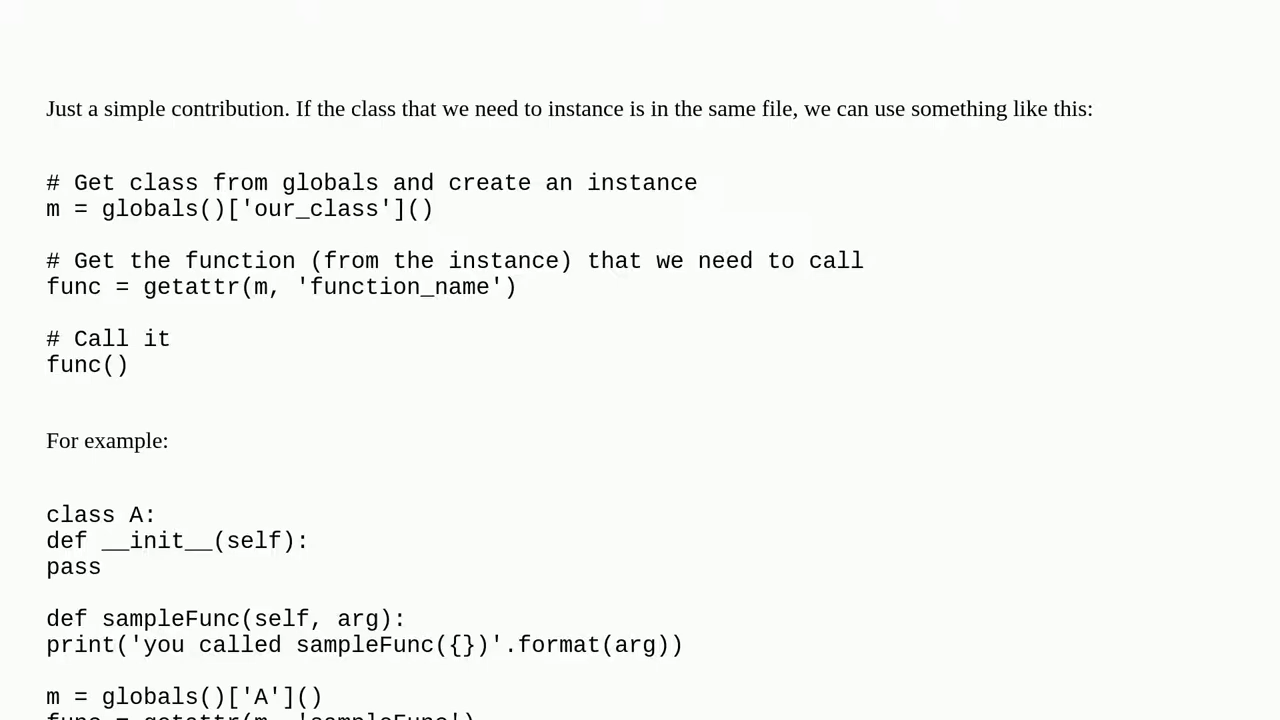 Just a simple contribution. If the class that we need to instance is in the same file, we can use something like this:
# Get class from globals and create an instance
m = globals()['our_class']()
# Get the function (from the instance) that we need to call
func = getattr(m, 'function_name')
# Call it
func()
For example:
class A:
def __init__(self):
pass
def sampleFunc(self, arg):
print('you called sampleFunc({})'.format(arg))
m = globals()['A']()
func = getattr(m, 'sampleFunc')